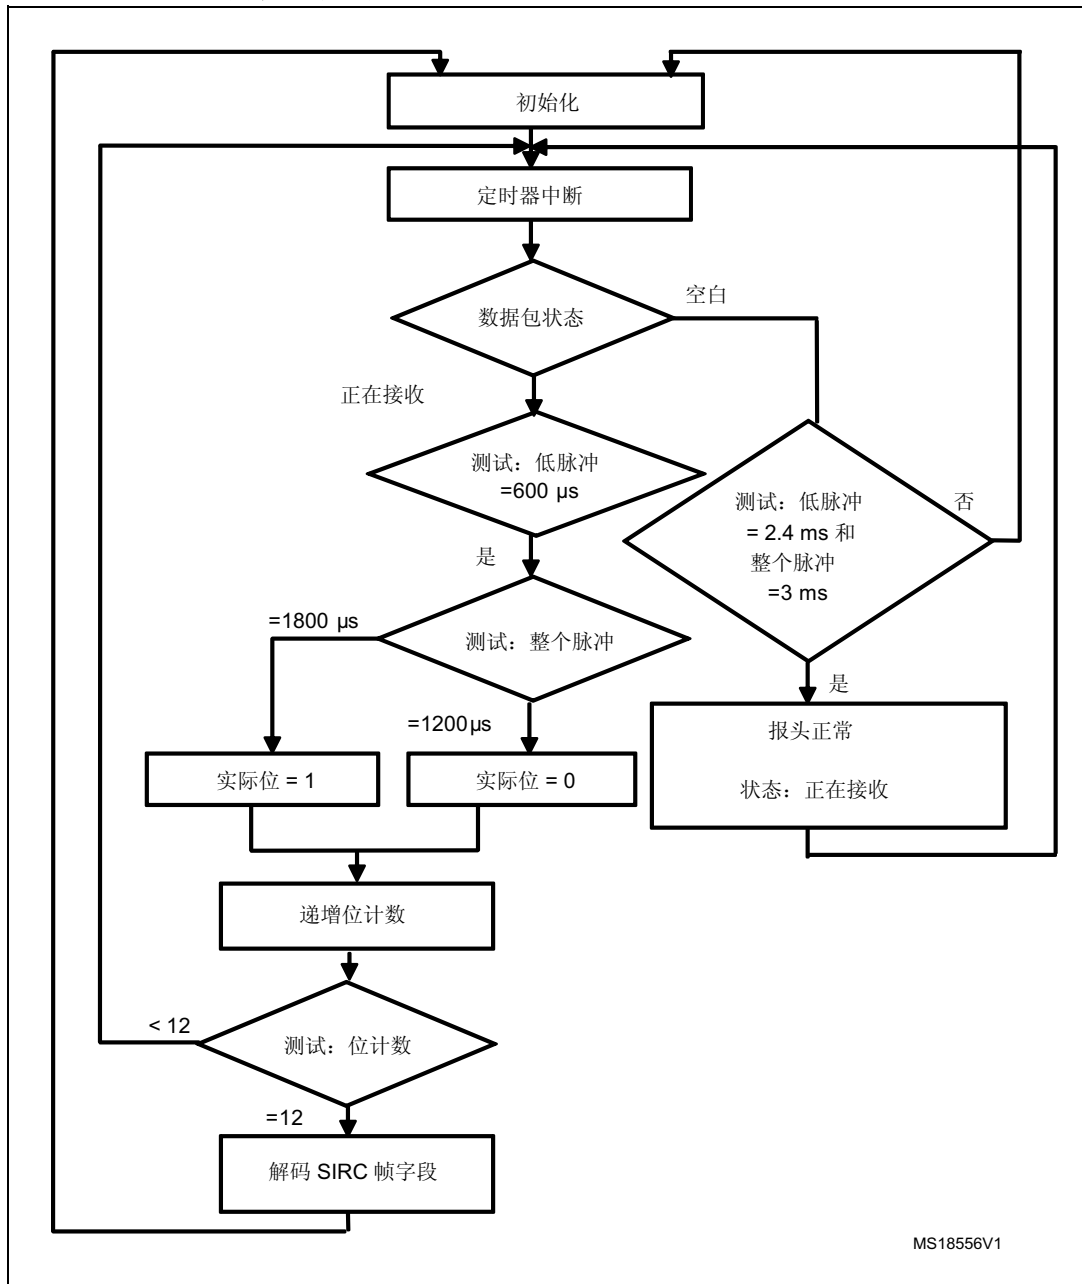 初始化
定时器中断
数据包状态
空白
正在接收
测试：低脉冲
=600 µs
测试：低脉冲
= 2.4 ms 和
整个脉冲
=3 ms
否
是
=1800 µs
测试：整个脉冲
是
=1200µs
报头正常
状态：正在接收
实际位 = 1
实际位 = 0
递增位计数
< 12
测试：位计数
=12
解码 SIRC 帧字段
MS18556V1